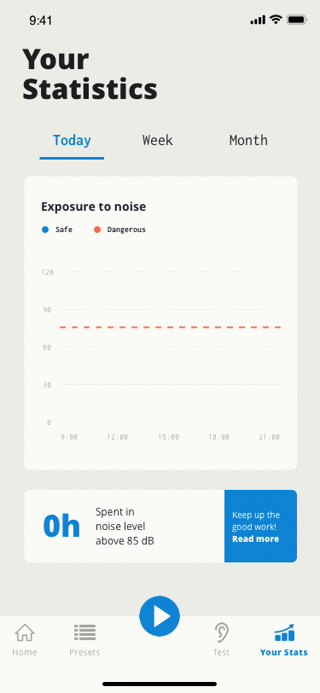 9:41
Your
Statistics
Today Week Month
Exposure to noise
Safe Dangerous
120
90
60
30
0
9:00 12:00 15:00 18:00 21:00
0h
Spent in
noise level
above 85 dB
Keep up the
good work!
Read more
Home Presets Test Your Stats